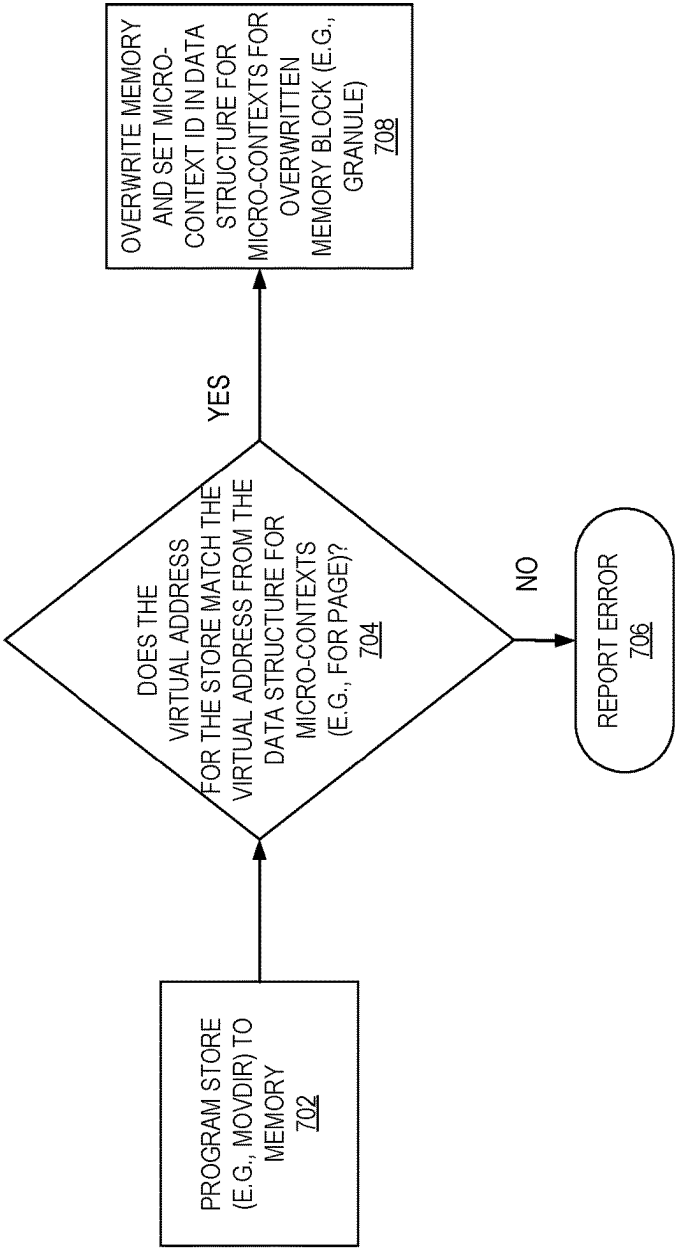 PROGRAM STORE
(E.G., MOVDIR) TO
MEMORY
702
DOES THE
VIRTUAL ADDRESS
FOR THE STORE MATCH THE
VIRTUAL ADDRESS FROM THE
DATA STRUCTURE FOR
MICRO-CONTEXTS
(E.G., FOR PAGE)?
704
YES
OVERWRITE MEMORY
AND SET MICRO-
CONTEXT ID IN DATA
STRUCTURE FOR
MICRO-CONTEXTS FOR
OVERWRITTEN
MEMORY BLOCK (E.G.,
GRANULE)
708
NO
REPORT ERROR
706